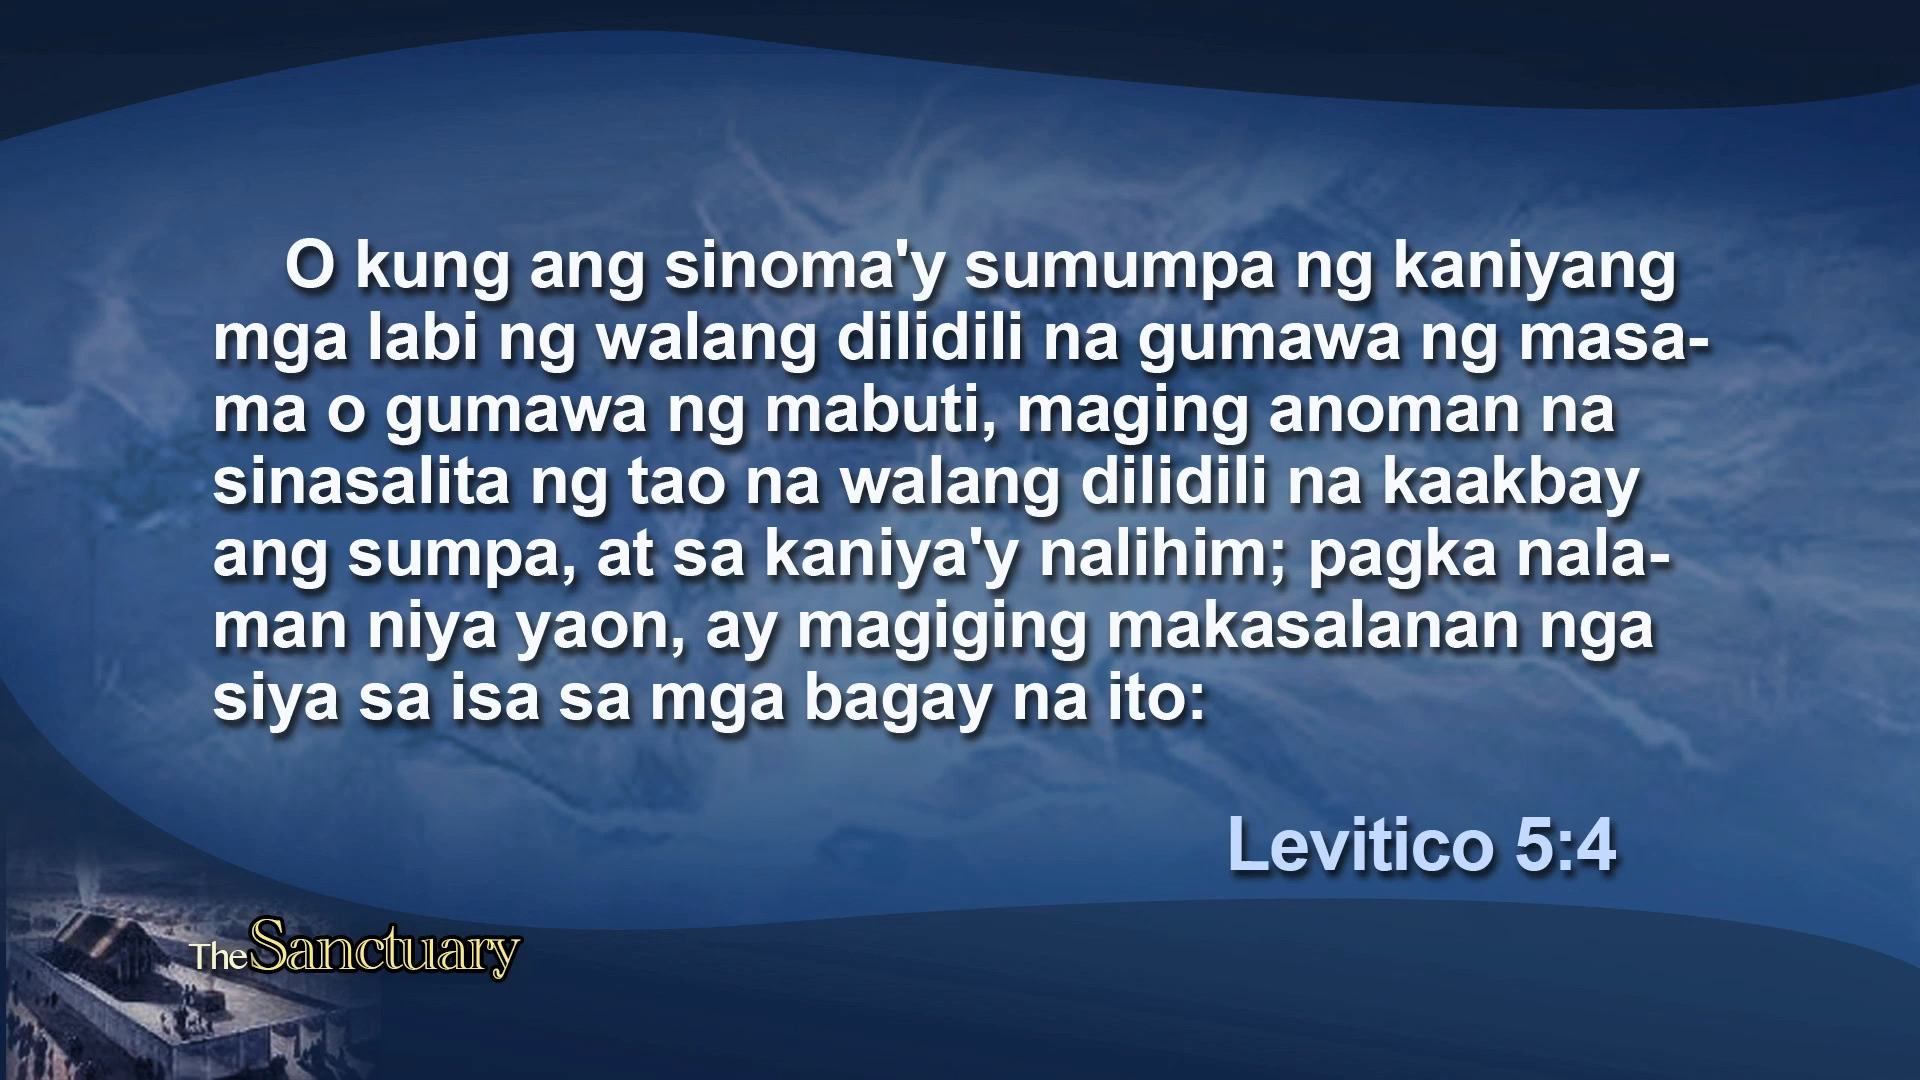 O kung ang sinoma'y sumumpa ng kaniyang
mga labi ng walang dilidili na gumawa ng masa-
ma o gumawa ng mabuti, maging anoman na
sinasalita ng tao na walang dilidili na kaakbay
ang sumpa, at sa kaniya'y nalihim; pagka nala-
man niya yaon, ay magiging makasalanan nga
siya sa isa sa mga bagay na ito:
Levitico 5:4
The Sanctuary